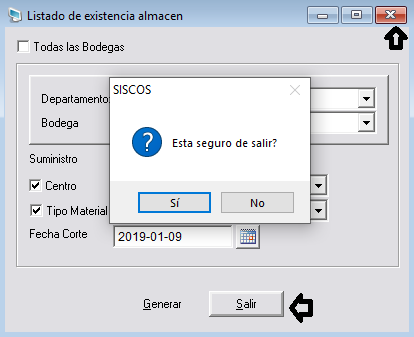 Listado de existencia almacen
Todas las Bodegas
SISCOS
Departamento:
Bodega
Esta seguro de salir?
Suministro
Centro
Sí No
Tipo Material
Fecha Corte 2019-01-09
Generar Salir